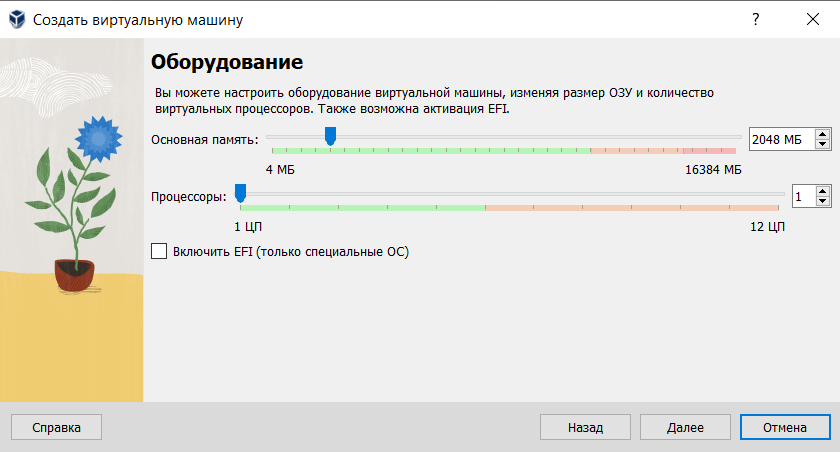 Создать виртуальную машину
?
Оборудование
Вы можете настроить оборудование виртуальной машины, изменяя размер ОЗУ и количество
виртуальных процессоров. Также возможна активация EFI.
Основная память:
2048 МБ
4 МБ
16384 МБ
Процессоры:
1
1 ЦП
12 ЦП
Включить EFI (только специальные ОС)
Справка
Назад
Далее
Отмена